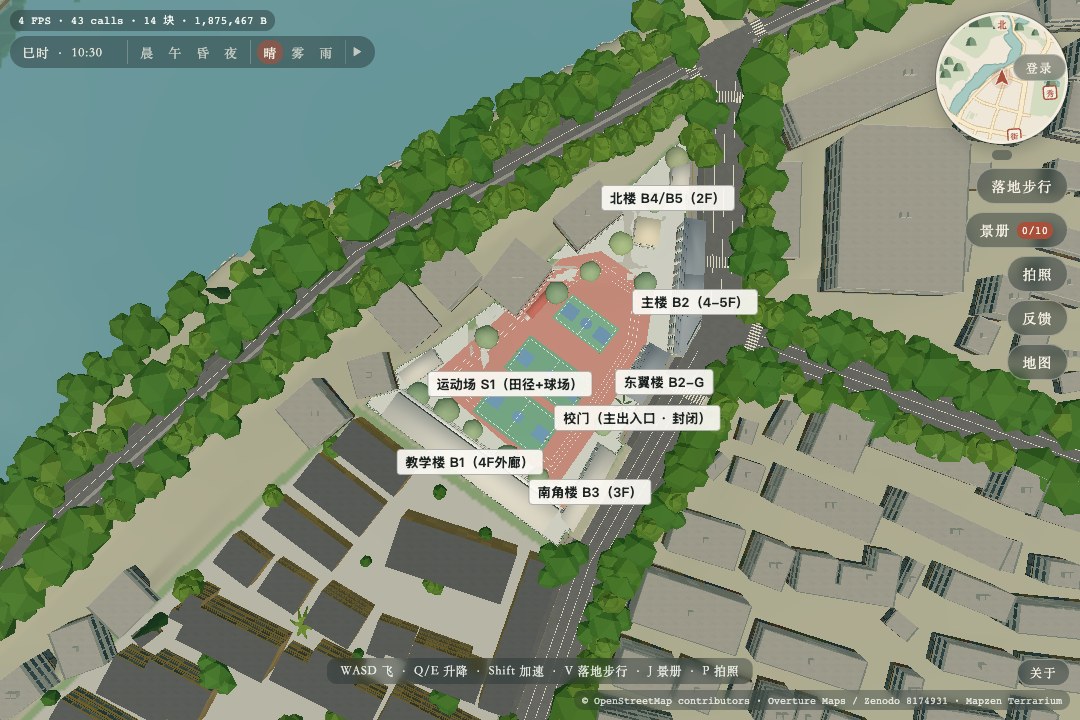 4 FPS · 43 calls · 14 块 · 1,875,467 B
巳时 · 10:30 晨 午 昏 夜 晴 雾 雨
北
登录
秀
街
落地步行
景册 0/10
拍照
反馈
地图
北楼 B4/B5（2F）
主楼 B2（4–5F）
运动场 S1（田径+球场）
东翼楼 B2-G
校门（主出入口 · 封闭）
教学楼 B1（4F外廊）
南角楼 B3（3F）
WASD 飞 · Q/E 升降 · Shift 加速 · V 落地步行 · J 景册 · P 拍照
关于
© OpenStreetMap contributors · Overture Maps / Zenodo 8174931 · Mapzen Terrarium